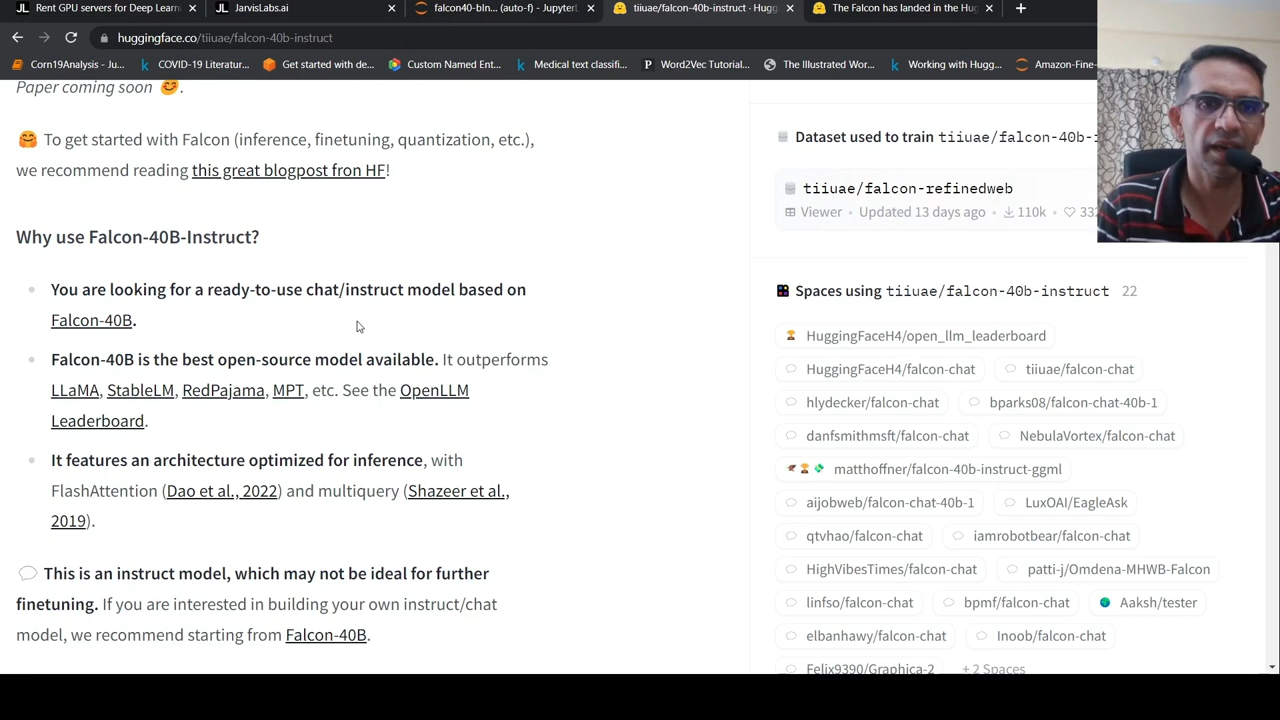 Rent GPU servers for Deep Learni
JarvisLabs.ai
falcon40-bIn... (auto-f) - JupyterL
tiiuae/falcon-40b-instruct · Hugg
The Falcon has landed in the Hug
huggingface.co/tiiuae/falcon-40b-instruct
Corn19Analysis - Ju...
COVID-19 Literatur...
Get started with de...
Custom Named Ent...
Medical text classifi...
Word2Vec Tutorial...
The Illustrated Wor...
Working with Hugg...
Amazon-Fine-
Paper coming soon 😊.
🤗 To get started with Falcon (inference, finetuning, quantization, etc.),
we recommend reading this great blogpost fron HF!
Why use Falcon-40B-Instruct?
• You are looking for a ready-to-use chat/instruct model based on
Falcon-40B.
• Falcon-40B is the best open-source model available. It outperforms
LLaMA, StableLM, RedPajama, MPT, etc. See the OpenLLM
Leaderboard.
• It features an architecture optimized for inference, with
FlashAttention (Dao et al., 2022) and multiquery (Shazeer et al.,
2019).
💬 This is an instruct model, which may not be ideal for further
finetuning. If you are interested in building your own instruct/chat
model, we recommend starting from Falcon-40B.
Dataset used to train tiiuae/falcon-40b-
tiiuae/falcon-refinedweb
Viewer • Updated 13 days ago • 110k • 332
Spaces using tiiuae/falcon-40b-instruct 22
HuggingFaceH4/open_llm_leaderboard
HuggingFaceH4/falcon-chat
tiiuae/falcon-chat
hlydecker/falcon-chat
bparks08/falcon-chat-40b-1
danfsmithmsft/falcon-chat
NebulaVortex/falcon-chat
matthoffner/falcon-40b-instruct-ggml
aijobweb/falcon-chat-40b-1
LuxOAI/EagleAsk
qtvhao/falcon-chat
iamrobotbear/falcon-chat
HighVibesTimes/falcon-chat
patti-j/Omdena-MHWB-Falcon
linfso/falcon-chat
bpmf/falcon-chat
Aaksh/tester
elbanhawy/falcon-chat
Inoob/falcon-chat
Felix9390/Graphica-2
+ 2 Spaces